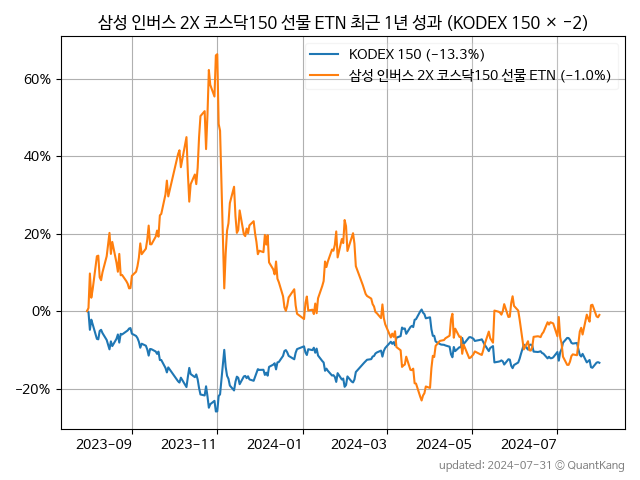 삼성 인버스 2X 코스닥150 선물 ETN 최근 1년 성과 (KODEX 150 × −2)
KODEX 150 (−13.3%)
삼성 인버스 2X 코스닥150 선물 ETN (−1.0%)
60%
40%
20%
0%
−20%
2023−09 2023−11 2024−01 2024−03 2024−05 2024−07
updated: 2024-07-31 © QuantKang